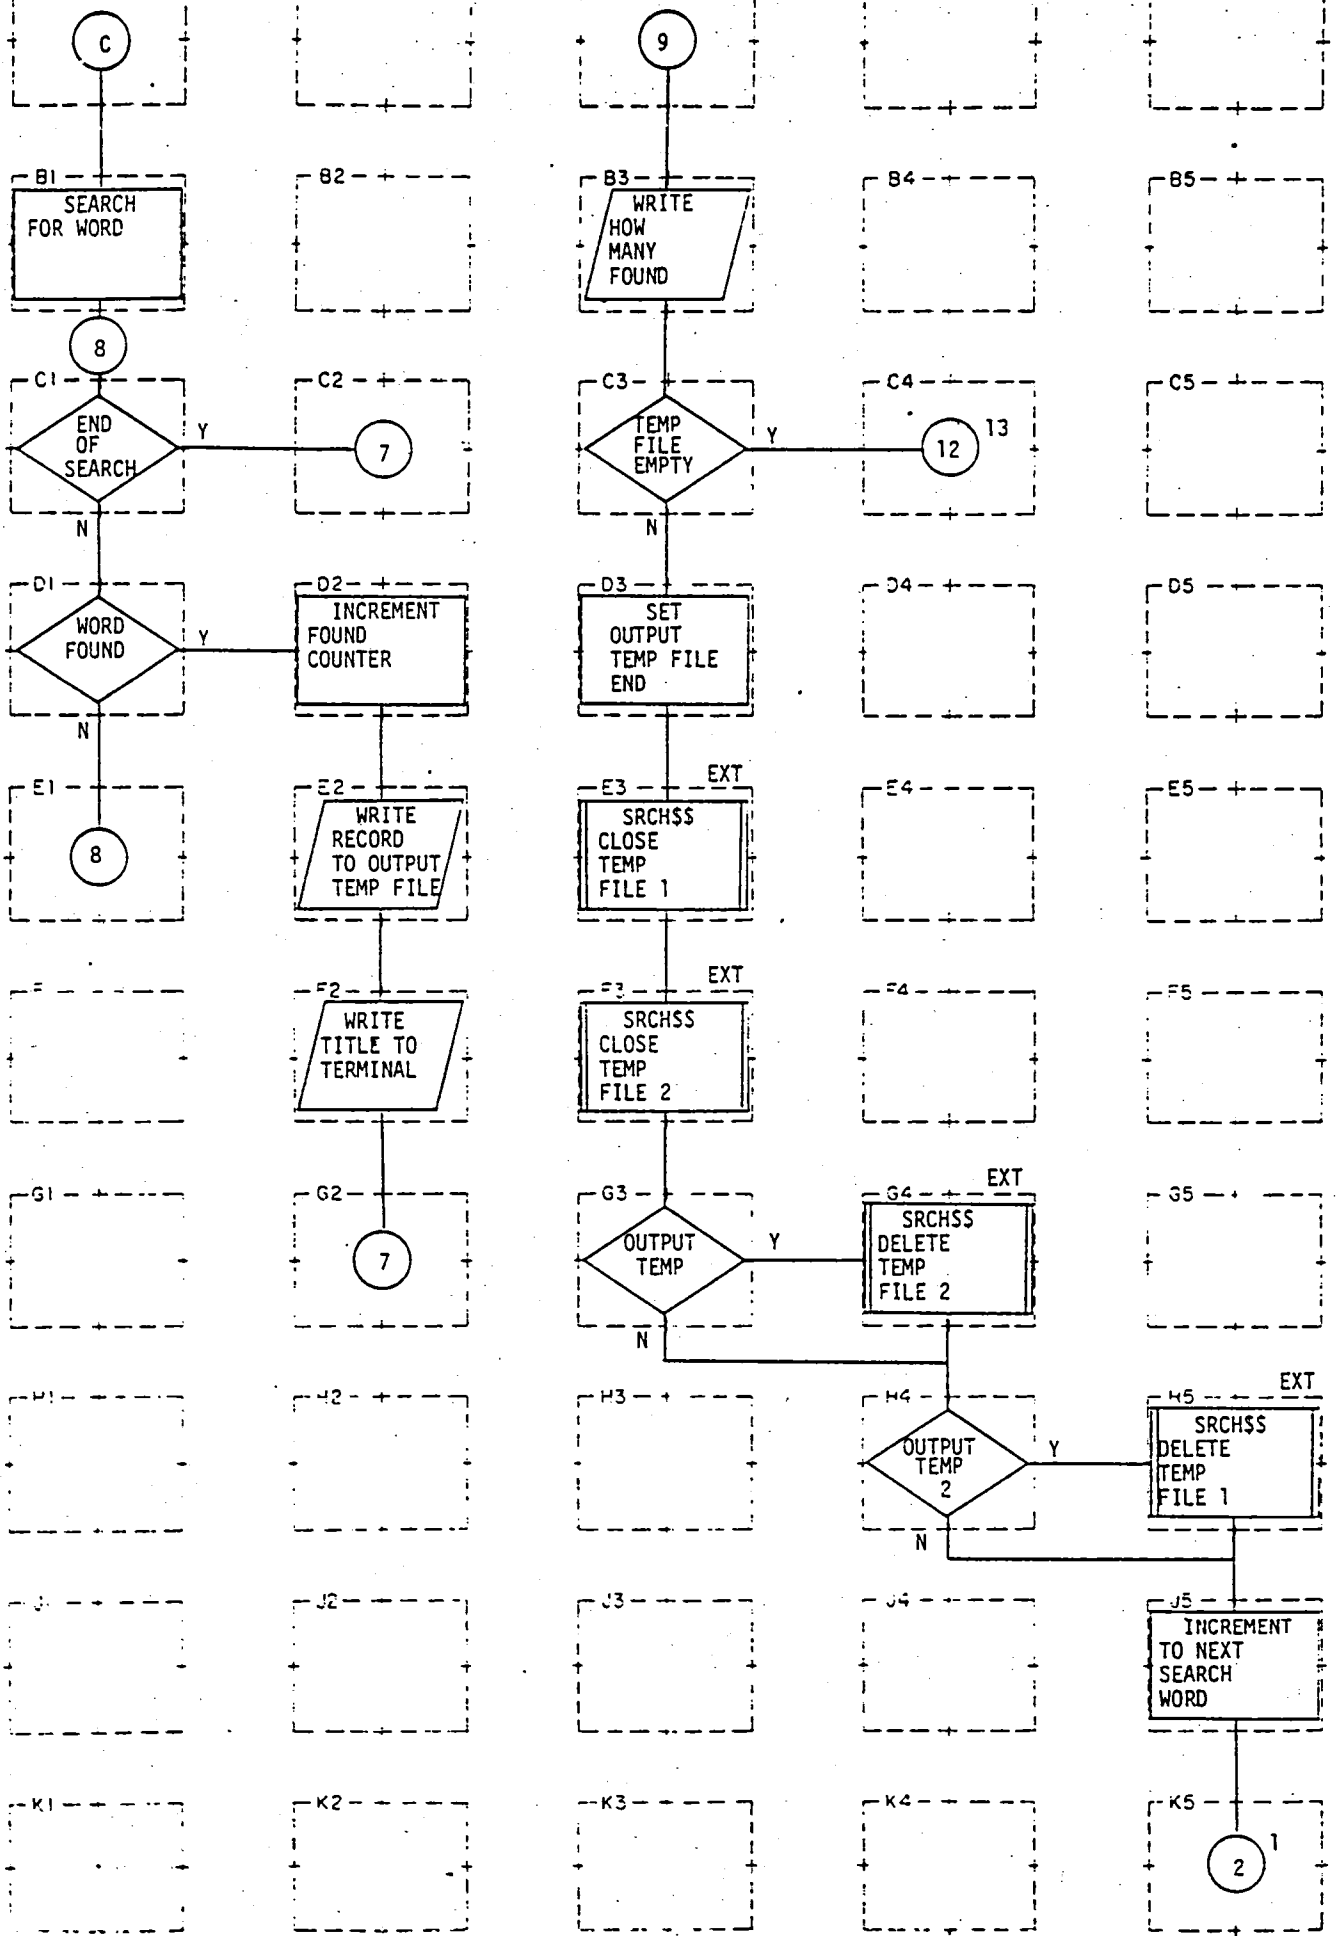 C
9
B1
SEARCH
FOR WORD
B2
B3
WRITE
HOW
MANY
FOUND
B4
B5
8
C1
END
OF
SEARCH
Y
N
C2
7
C3
TEMP
FILE
EMPTY
Y
N
C4
12
13
C5
D1
WORD
FOUND
Y
N
D2
INCREMENT
FOUND
COUNTER
D3
SET
OUTPUT
TEMP FILE
END
D4
D5
E1
8
E2
WRITE
RECORD
TO OUTPUT
TEMP FILE
EXT
E3
SRCH$$
CLOSE
TEMP
FILE 1
E4
E5
F2
WRITE
TITLE TO
TERMINAL
EXT
F3
SRCH$$
CLOSE
TEMP
FILE 2
F4
F5
G1
G2
7
G3
OUTPUT
TEMP
Y
N
EXT
G4
SRCH$$
DELETE
TEMP
FILE 2
G5
H1
H2
H3
H4
OUTPUT
TEMP
2
Y
N
EXT
H5
SRCH$$
DELETE
TEMP
FILE 1
J2
J3
J4
J5
INCREMENT
TO NEXT
SEARCH
WORD
K1
K2
K3
K4
K5
2
1